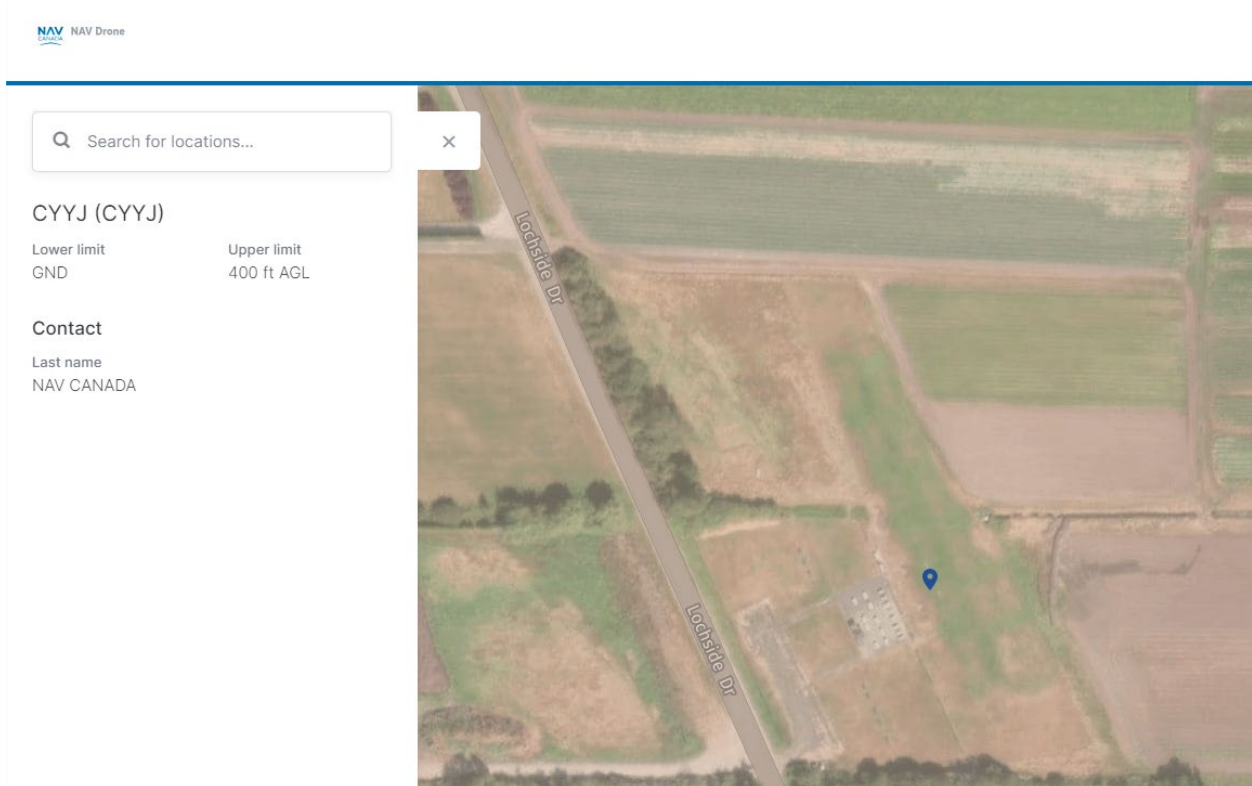 NAV
CANADA
NAV Drone
Search for locations...
CYYJ (CYYJ)
Lower limit
Upper limit
GND
400 ft AGL
Contact
Last name
NAV CANADA
Lochside Dr
Lochside Dr